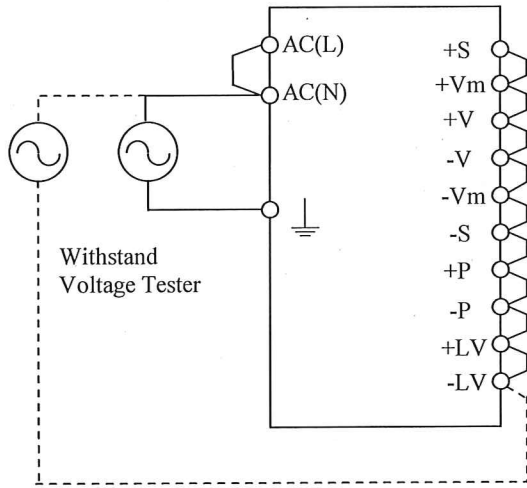 AC(L)
AC(N)
Withstand
Voltage Tester
+S
+Vm
+V
-V
-Vm
-S
+P
-P
+LV
-LV